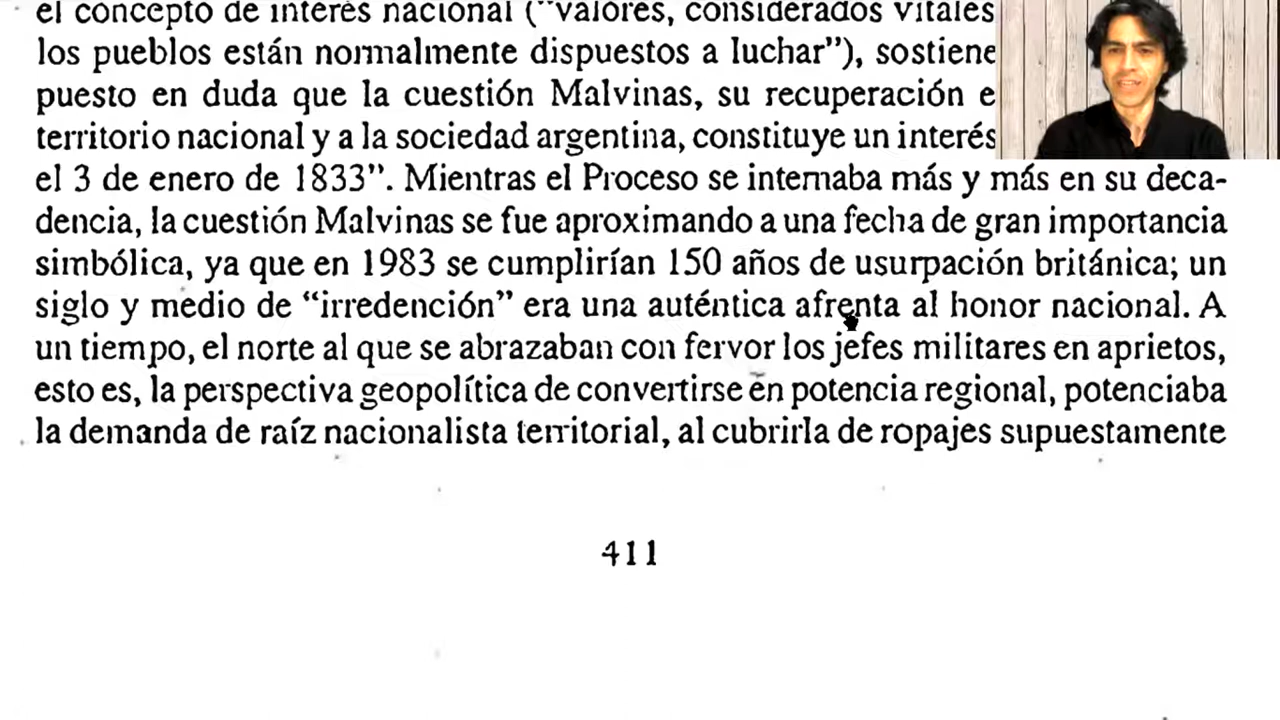 el concepto de interés nacional (“valores, considerados vitales
los pueblos están normalmente dispuestos a luchar”), sostiene
puesto en duda que la cuestión Malvinas, su recuperación e
territorio nacional y a la sociedad argentina, constituye un interés
el 3 de enero de 1833”. Mientras el Proceso se internaba más y más en su deca-
dencia, la cuestión Malvinas se fue aproximando a una fecha de gran importancia
simbólica, ya que en 1983 se cumplirían 150 años de usurpación británica; un
siglo y medio de “irredención” era una auténtica afrenta al honor nacional. A
un tiempo, el norte al que se abrazaban con fervor los jefes militares en aprietos,
esto es, la perspectiva geopolítica de convertirse en potencia regional, potenciaba
la demanda de raíz nacionalista territorial, al cubrirla de ropajes supuestamente
411